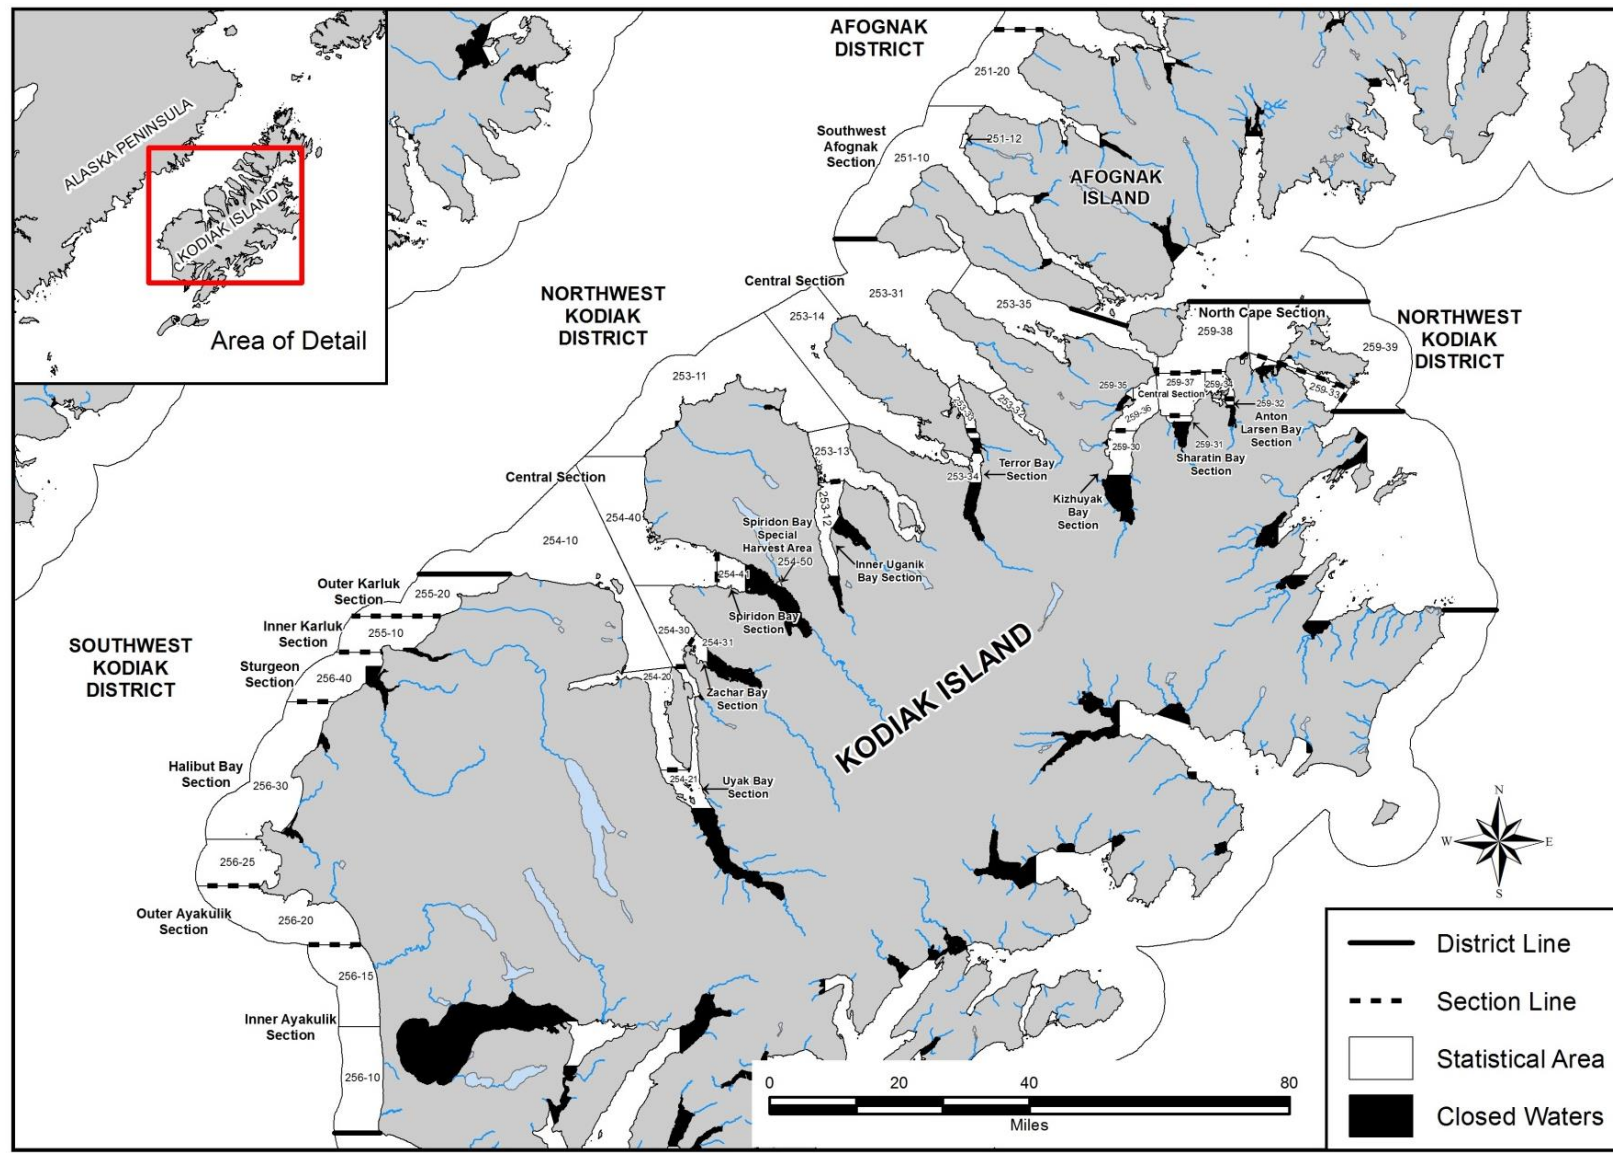 ALASKA PENINSULA
KODIAK ISLAND
Area of Detail
AFOGNAK
DISTRICT
251-20
Southwest
Afognak
Section
251-12
251-10
AFOGNAK
ISLAND
Central Section
253-31
253-35
NORTHWEST
KODIAK
DISTRICT
253-14
North Cape Section
259-38
259-39
NORTHWEST
KODIAK
DISTRICT
253-11
259-35
259-37
259-34
Central Section
259-33
259-36
259-32
Anton
Larsen Bay
Section
253-33
253-32
259-30
259-31
Sharatin Bay
Section
253-13
Terror Bay
Section
253-34
Kizhuyak
Bay
Section
Central Section
253-12
254-40
254-10
Spiridon Bay
Special
Harvest Area
254-50
Inner Uganik
Bay Section
254-41
Spiridon Bay
Section
Outer Karluk
Section
255-20
Inner Karluk
Section
255-10
254-30
254-31
SOUTHWEST
KODIAK
DISTRICT
Sturgeon
Section
256-40
254-20
Zachar Bay
Section
KODIAK ISLAND
Halibut Bay
Section
256-30
254-21
Uyak Bay
Section
256-25
Outer Ayakulik
Section
256-20
256-15
Inner Ayakulik
Section
256-10
N
W
E
S
District Line
Section Line
Statistical Area
Closed Waters
0 20 40 80
Miles